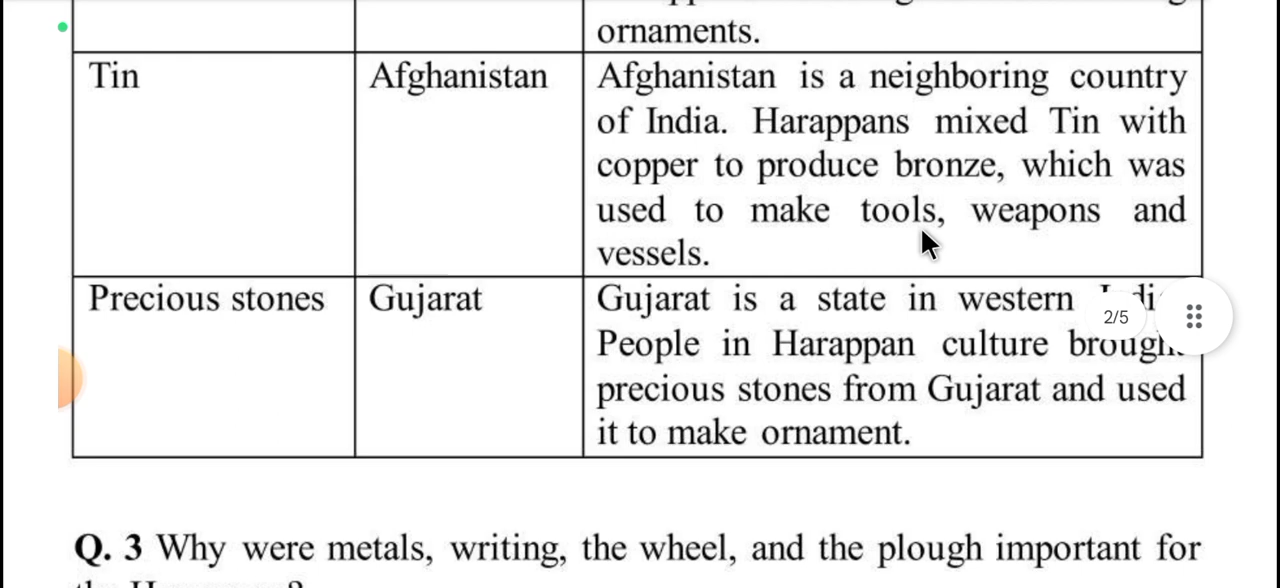 ornaments.
Tin
Afghanistan
Afghanistan is a neighboring country
of India. Harappans mixed Tin with
copper to produce bronze, which was
used to make tools, weapons and
vessels.
Precious stones
Gujarat
Gujarat is a state in western
People in Harappan culture
precious stones from Gujarat and used
it to make ornament.
2/5
Q. 3 Why were metals, writing, the wheel, and the plough important for